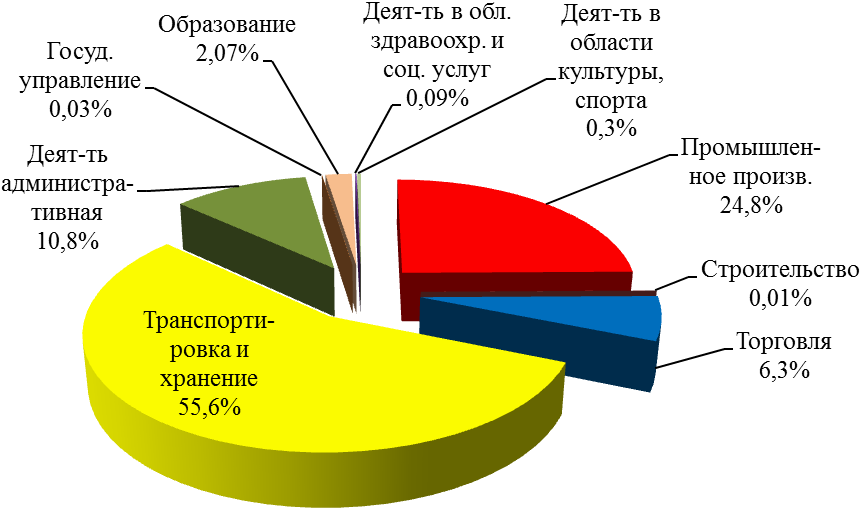 Образование
2,07%
Деят-ть в обл.
здравоохр. и
соц. услуг
0,09%
Деят-ть в
области
культуры,
спорта
0,3%
Госуд.
управление
0,03%
Деят-ть
администра-
тивная
10,8%
Промышлен-
ное произв.
24,8%
Строительство
0,01%
Торговля
6,3%
Транспорти-
ровка и
хранение
55,6%